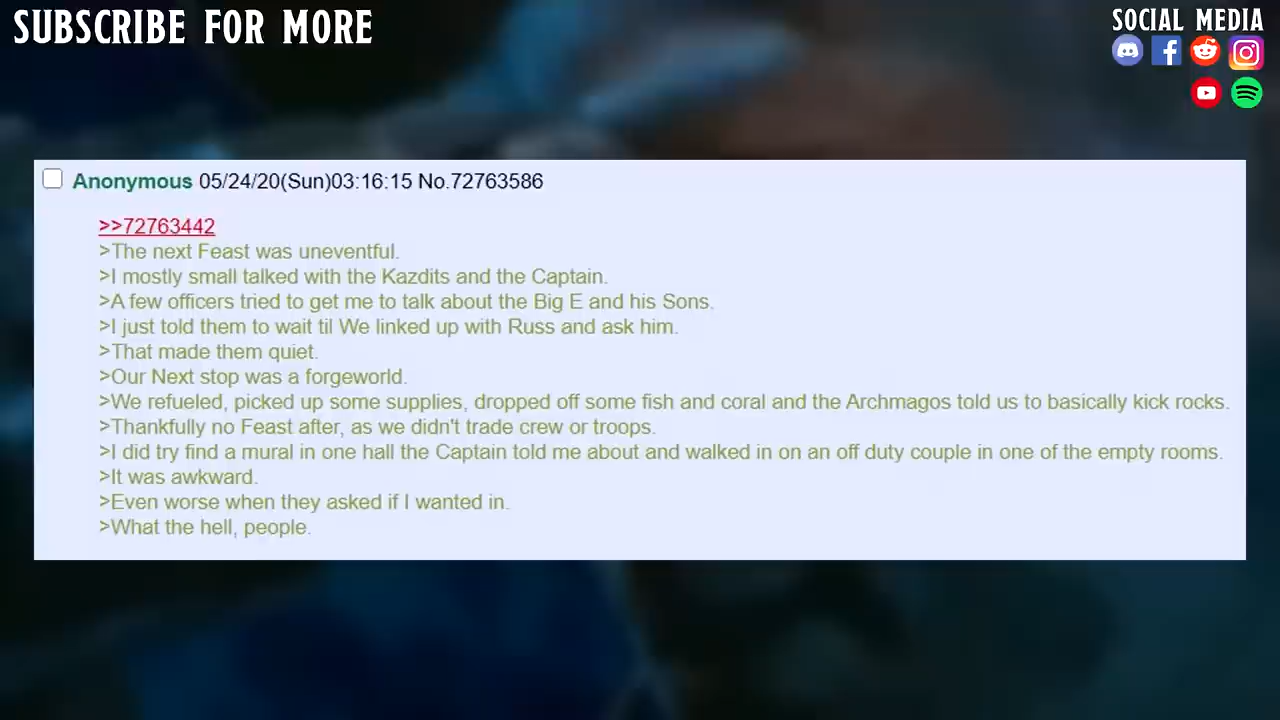 SUBSCRIBE FOR MORE
SOCIAL MEDIA
Anonymous 05/24/20(Sun)03:16:15 No.72763586
>>72763442
>The next Feast was uneventful.
>I mostly small talked with the Kazdits and the Captain.
>A few officers tried to get me to talk about the Big E and his Sons.
>I just told them to wait til We linked up with Russ and ask him.
>That made them quiet.
>Our Next stop was a forgeworld.
>We refueled, picked up some supplies, dropped off some fish and coral and the Archmagos told us to basically kick rocks.
>Thankfully no Feast after, as we didn't trade crew or troops.
>I did try find a mural in one hall the Captain told me about and walked in on an off duty couple in one of the empty rooms.
>It was awkward.
>Even worse when they asked if I wanted in.
>What the hell, people.